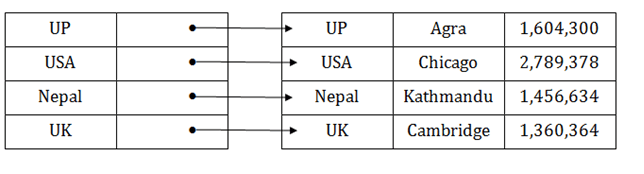 UP UP Agra 1,604,300
USA USA Chicago 2,789,378
Nepal Nepal Kathmandu 1,456,634
UK UK Cambridge 1,360,364